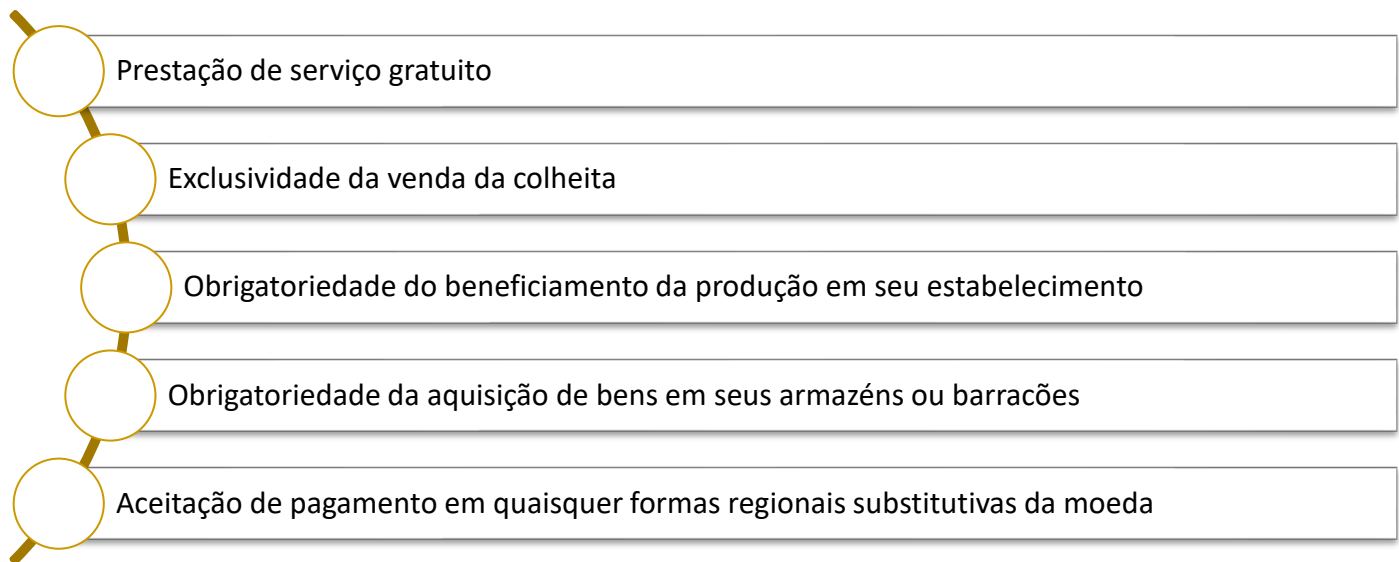 Prestação de serviço gratuito
Exclusividade da venda da colheita
Obrigatoriedade do beneficiamento da produção em seu estabelecimento
Obrigatoriedade da aquisição de bens em seus armazéns ou barracões
Aceitação de pagamento em quaisquer formas regionais substitutivas da moeda